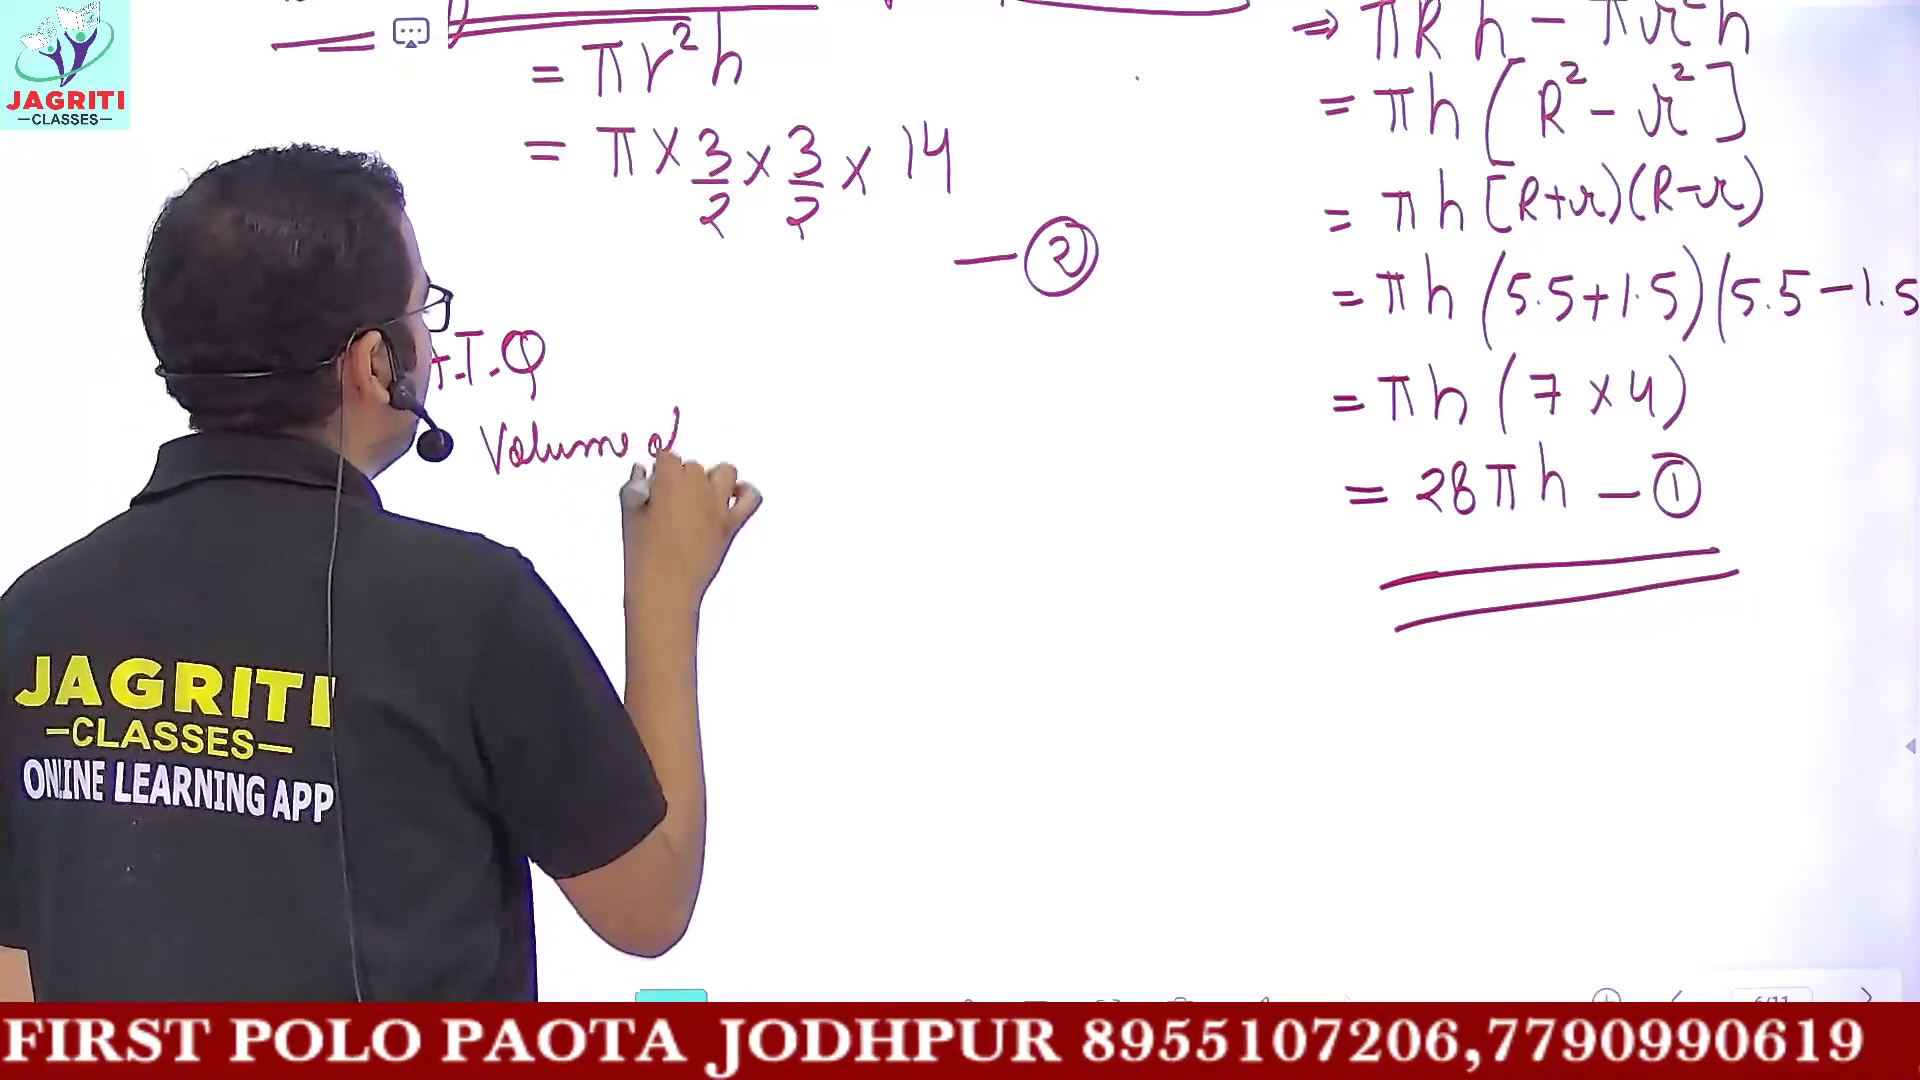 JAGRITI
—CLASSES—
= πr²h
= π × 3/2 × 3/2 × 14
— ②
A.T.Q
Volume of
⇒ πR²h − πr²h
= πh [R² − r²]
= πh [R+r)(R−r)
= πh (5.5+1.5)(5.5−1.5
= πh (7 × 4)
= 28πh — ①
JAGRITI
—CLASSES—
ONLINE LEARNING APP
6/11
FIRST POLO PAOTA JODHPUR 8955107206,7790990619